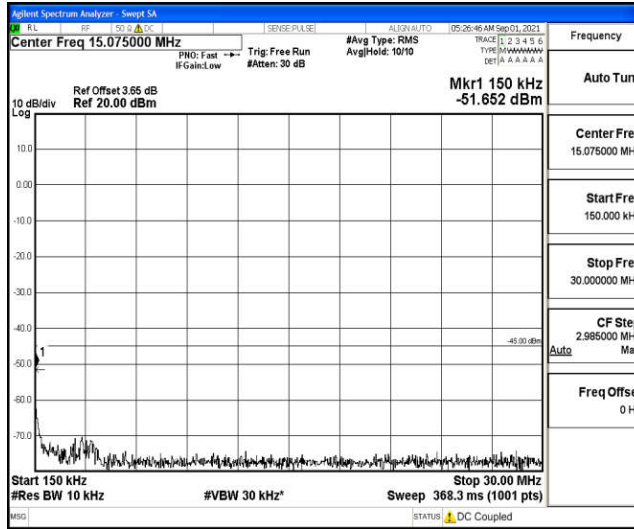 Agilent Spectrum Analyzer - Swept SA
RL RF 50 Ω DC SENSE:PULSE ALIGN AUTO 05:26:46 AM Sep 01, 2021
Center Freq 15.075000 MHz
PNO: Fast
IFGain:Low
Trig: Free Run
#Atten: 30 dB
#Avg Type: RMS
Avg|Hold: 10/10
TRACE 1 2 3 4 5 6
TYPE M WWWWW
DET A A A A A A
Ref Offset 3.65 dB
Ref 20.00 dBm
10 dB/div
Log
Mkr1 150 kHz
-51.652 dBm
10.0
0.00
-10.0
-20.0
-30.0
-40.0
-45.00 dBm
1
-50.0
-60.0
-70.0
Start 150 kHz
Stop 30.00 MHz
#Res BW 10 kHz
#VBW 30 kHz*
Sweep 368.3 ms (1001 pts)
MSG
STATUS DC Coupled
Frequency
Auto Tun
Center Fre
15.075000 MH
Start Fre
150.000 kH
Stop Fre
30.000000 MH
CF Ste
2.985000 MH
Auto Ma
Freq Offse
0 H